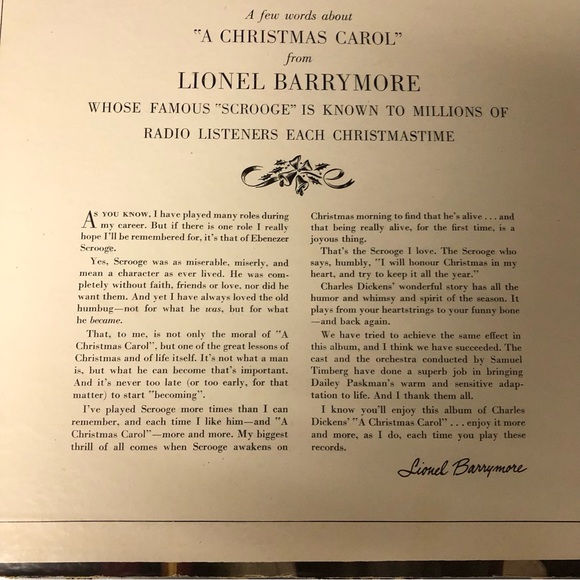 A few words about
"A CHRISTMAS CAROL"
from
LIONEL BARRYMORE
WHOSE FAMOUS "SCROOGE" IS KNOWN TO MILLIONS OF
RADIO LISTENERS EACH CHRISTMASTIME
AS YOU KNOW, I have played many roles during
my career. But if there is one role I really
hope I'll be remembered for, it's that of Ebenezer
Scrooge.
Yes, Scrooge was as miserable, miserly, and
mean a character as ever lived. He was com-
pletely without faith, friends or love, nor did he
want them. And yet I have always loved the old
humbug—not for what he was, but for what
he became.
That, to me, is not only the moral of "A
Christmas Carol", but one of the great lessons of
Christmas and of life itself. It's not what a man
is, but what he can become that's important.
And it's never too late (or too early, for that
matter) to start "becoming".
I've played Scrooge more times than I can
remember, and each time I like him—and "A
Christmas Carol"—more and more. My biggest
thrill of all comes when Scrooge awakens on
Christmas morning to find that he's alive . . . and
that being really alive, for the first time, is a
joyous thing.
That's the Scrooge I love. The Scrooge who
says, humbly, "I will honour Christmas in my
heart, and try to keep it all the year."
Charles Dickens' wonderful story has all the
humor and whimsy and spirit of the season. It
plays from your heartstrings to your funny bone
—and back again.
We have tried to achieve the same effect in
this album, and I think we have succeeded. The
cast and the orchestra conducted by Samuel
Timberg have done a superb job in bringing
Dailey Paskman's warm and sensitive adap-
tation to life. And I thank them all.
I know you'll enjoy this album of Charles
Dickens' "A Christmas Carol" . . . enjoy it more
and more, as I do, each time you play these
records.
Lionel Barrymore